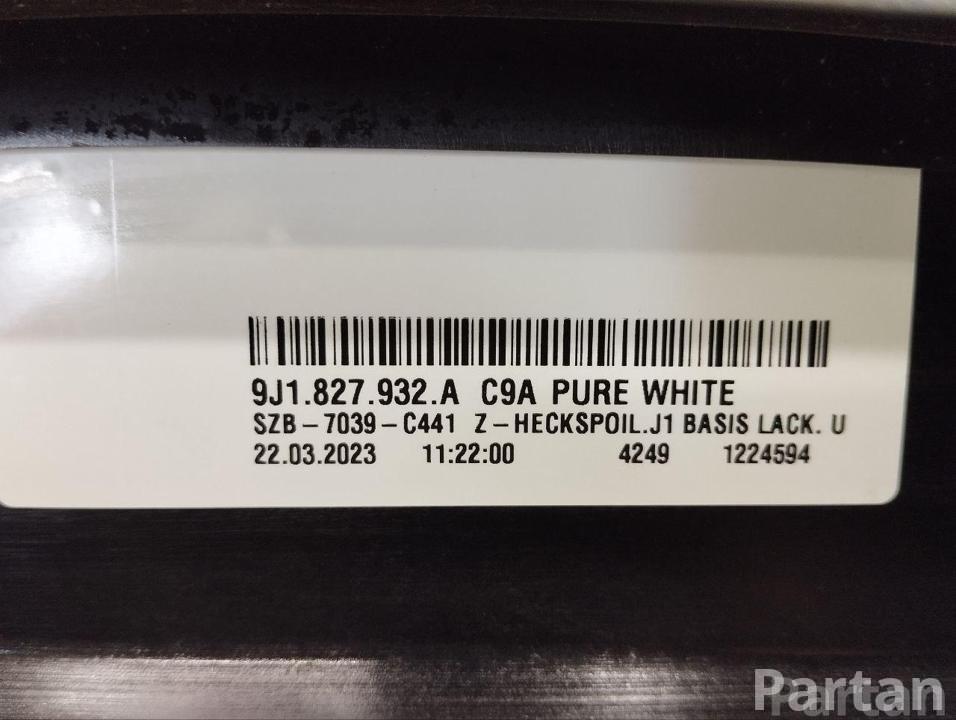 9J1.827.932.A C9A PURE WHITE
SZB-7039-C441 Z-HECKSPOIL.J1 BASIS LACK. U
22.03.2023 11:22:00 4249 1224594
Partan